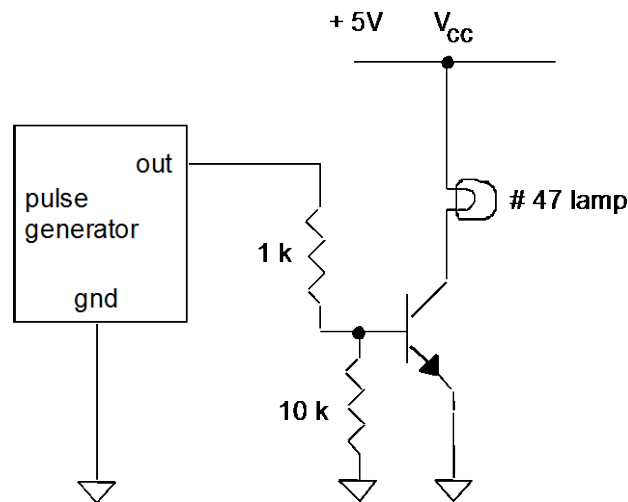 + 5V VCC
out
pulse
generator
gnd
# 47 lamp
1 k
10 k